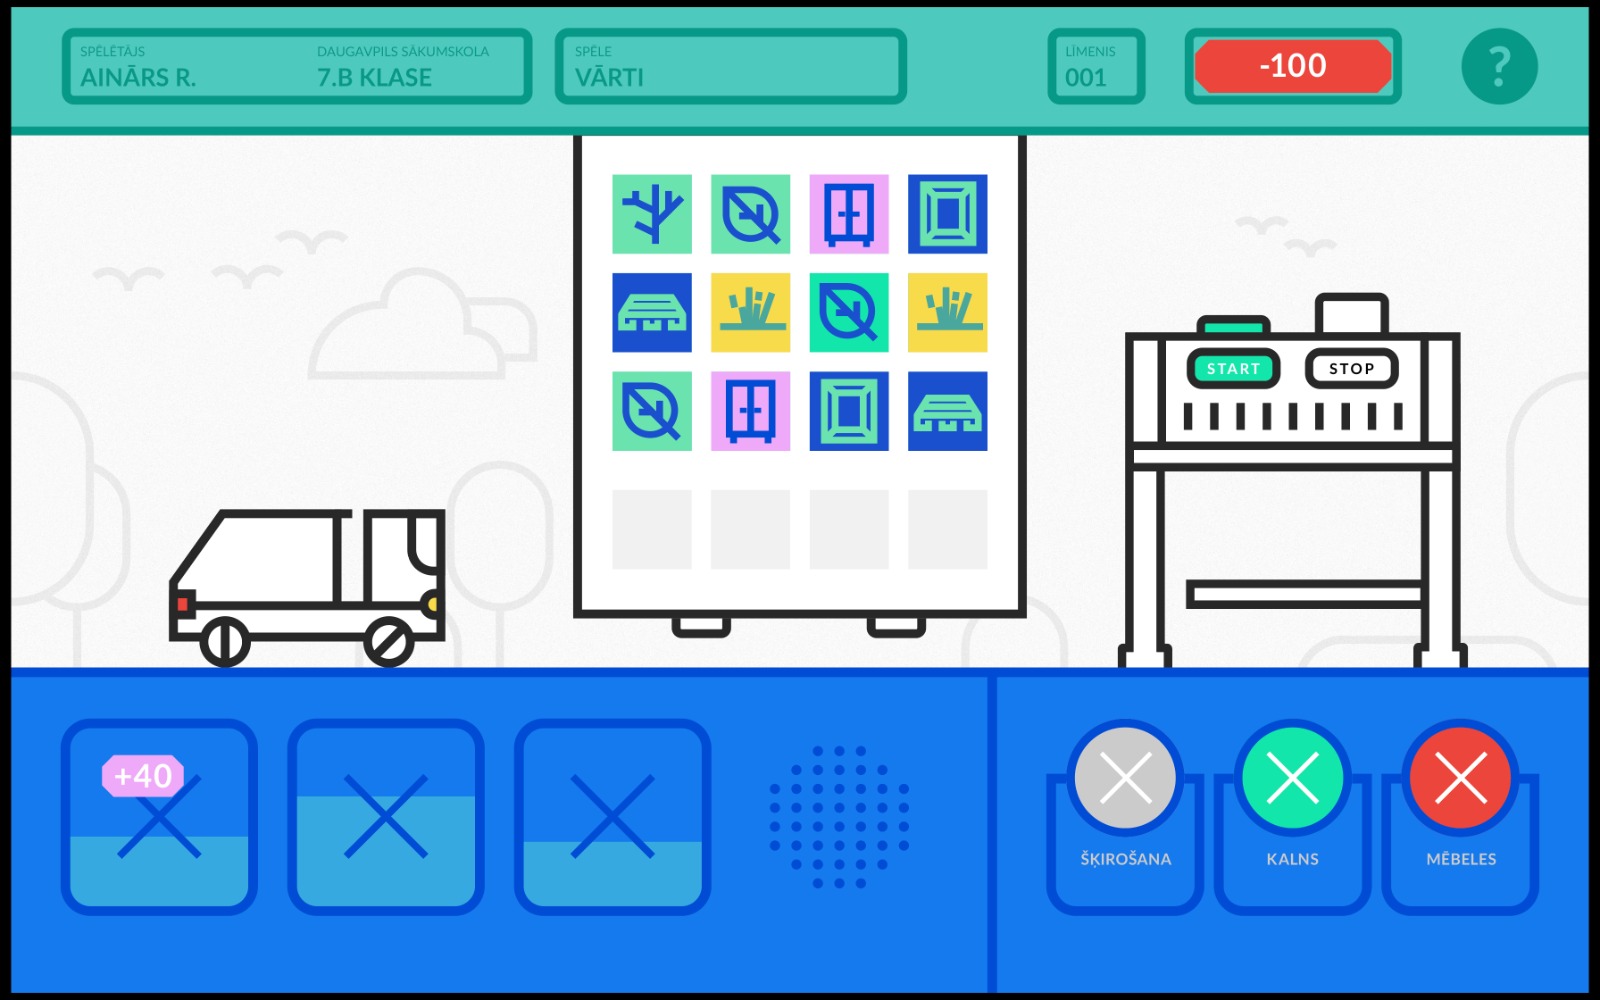 SPĒLĒTĀJS
AINĀRS R.
DAUGAVPILS SĀKUMSKOLA
7.B KLASE
SPĒLE
VĀRTI
LĪMENIS
001
-100
?
START
STOP
+40
ŠĶIROŠANA
KALNS
MĒBELES